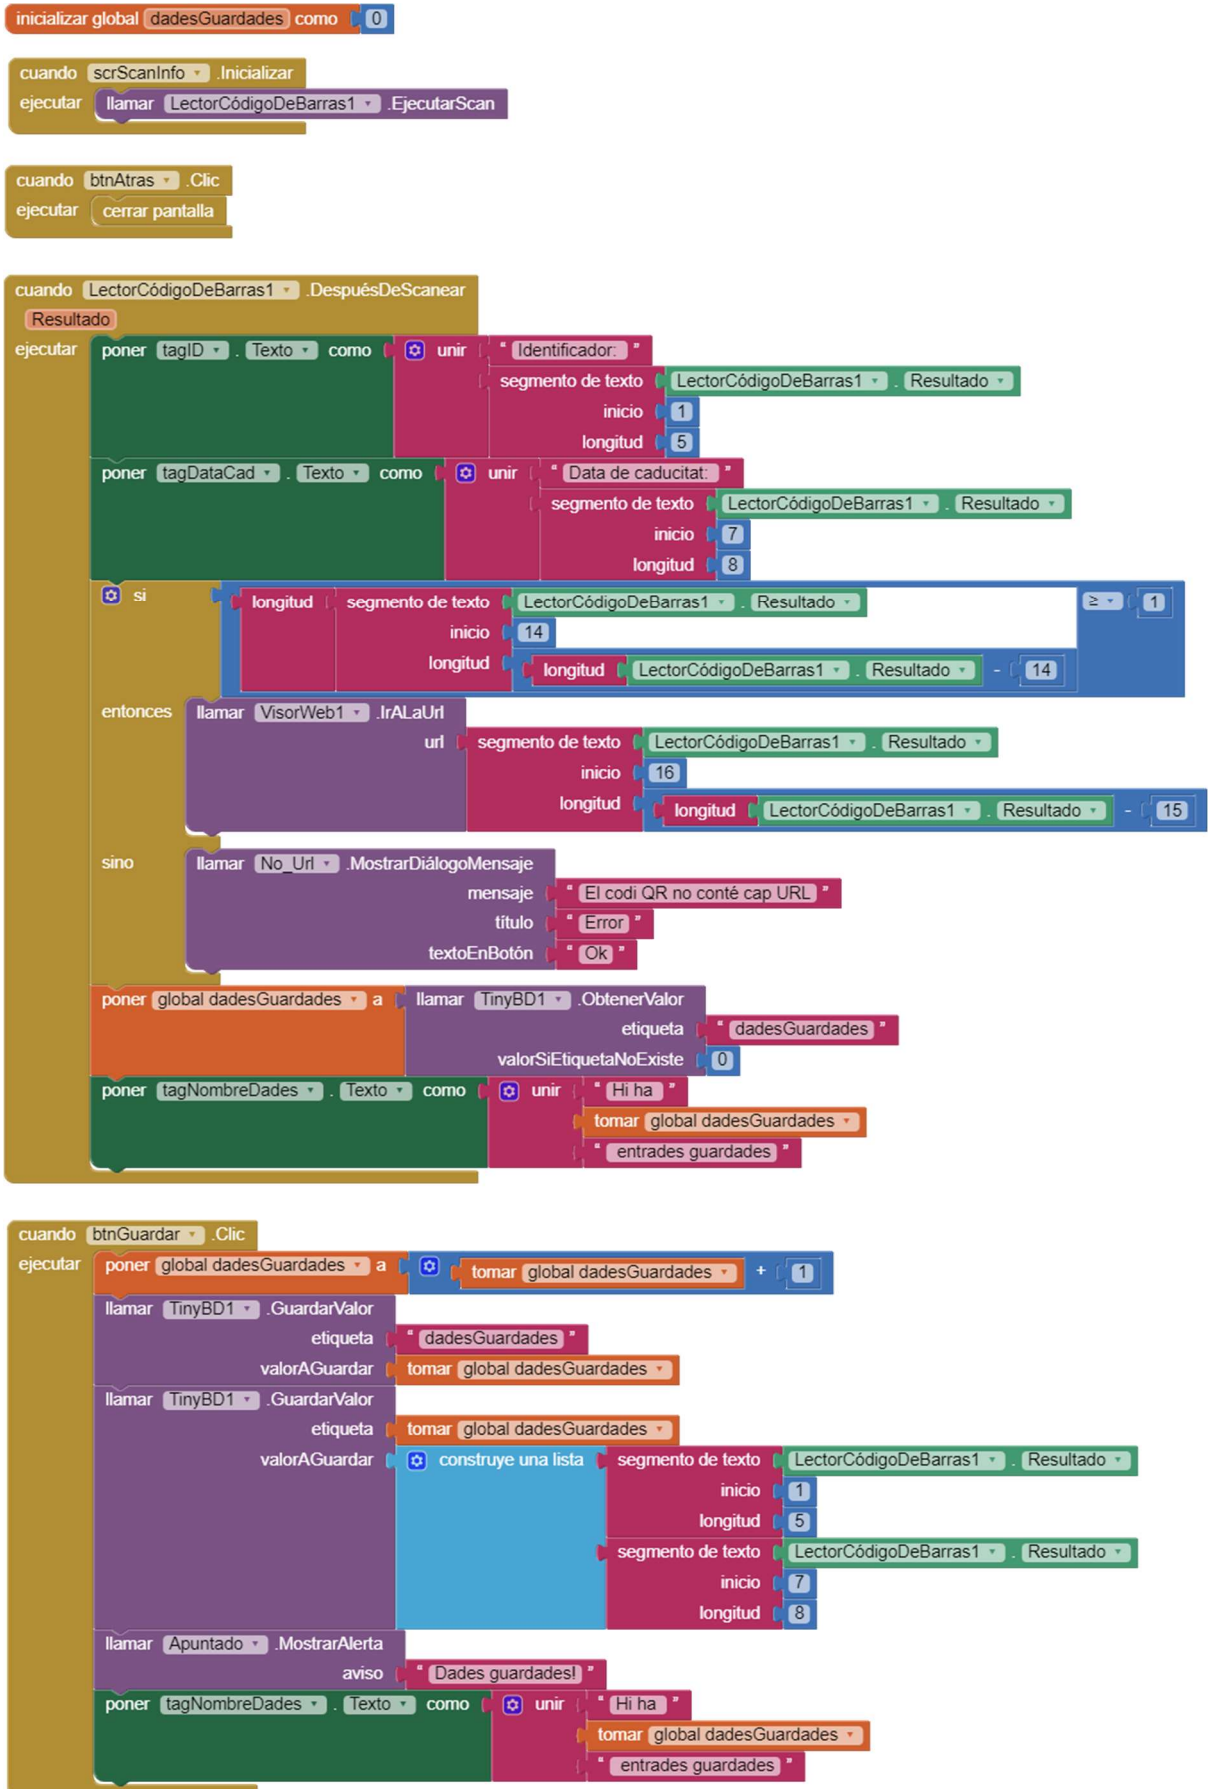 inicializar global dadesGuardades como 0
cuando scrScanInfo .Inicializar
ejecutar llamar LectorCódigoDeBarras1 .EjecutarScan
cuando btnAtras .Clic
ejecutar cerrar pantalla
cuando LectorCódigoDeBarras1 .DespuésDeScanear
Resultado
ejecutar poner tagID . Texto como unir " Identificador: "
segmento de texto LectorCódigoDeBarras1 . Resultado
inicio 1
longitud 5
poner tagDataCad . Texto como unir " Data de caducitat: "
segmento de texto LectorCódigoDeBarras1 . Resultado
inicio 7
longitud 8
si longitud segmento de texto LectorCódigoDeBarras1 . Resultado ≥ 1
inicio 14
longitud longitud LectorCódigoDeBarras1 . Resultado - 14
entonces llamar VisorWeb1 .IrALaUrl
url segmento de texto LectorCódigoDeBarras1 . Resultado
inicio 16
longitud longitud LectorCódigoDeBarras1 . Resultado - 15
sino llamar No_Url .MostrarDiálogoMensaje
mensaje " El codi QR no conté cap URL "
título " Error "
textoEnBotón " Ok "
poner global dadesGuardades a llamar TinyBD1 .ObtenerValor
etiqueta " dadesGuardades "
valorSiEtiquetaNoExiste 0
poner tagNombreDades . Texto como unir " Hi ha "
tomar global dadesGuardades
" entrades guardades "
cuando btnGuardar .Clic
ejecutar poner global dadesGuardades a tomar global dadesGuardades + 1
llamar TinyBD1 .GuardarValor
etiqueta " dadesGuardades "
valorAGuardar tomar global dadesGuardades
llamar TinyBD1 .GuardarValor
etiqueta tomar global dadesGuardades
valorAGuardar construye una lista segmento de texto LectorCódigoDeBarras1 . Resultado
inicio 1
longitud 5
segmento de texto LectorCódigoDeBarras1 . Resultado
inicio 7
longitud 8
llamar Apuntado .MostrarAlerta
aviso " Dades guardades! "
poner tagNombreDades . Texto como unir " Hi ha "
tomar global dadesGuardades
" entrades guardades "